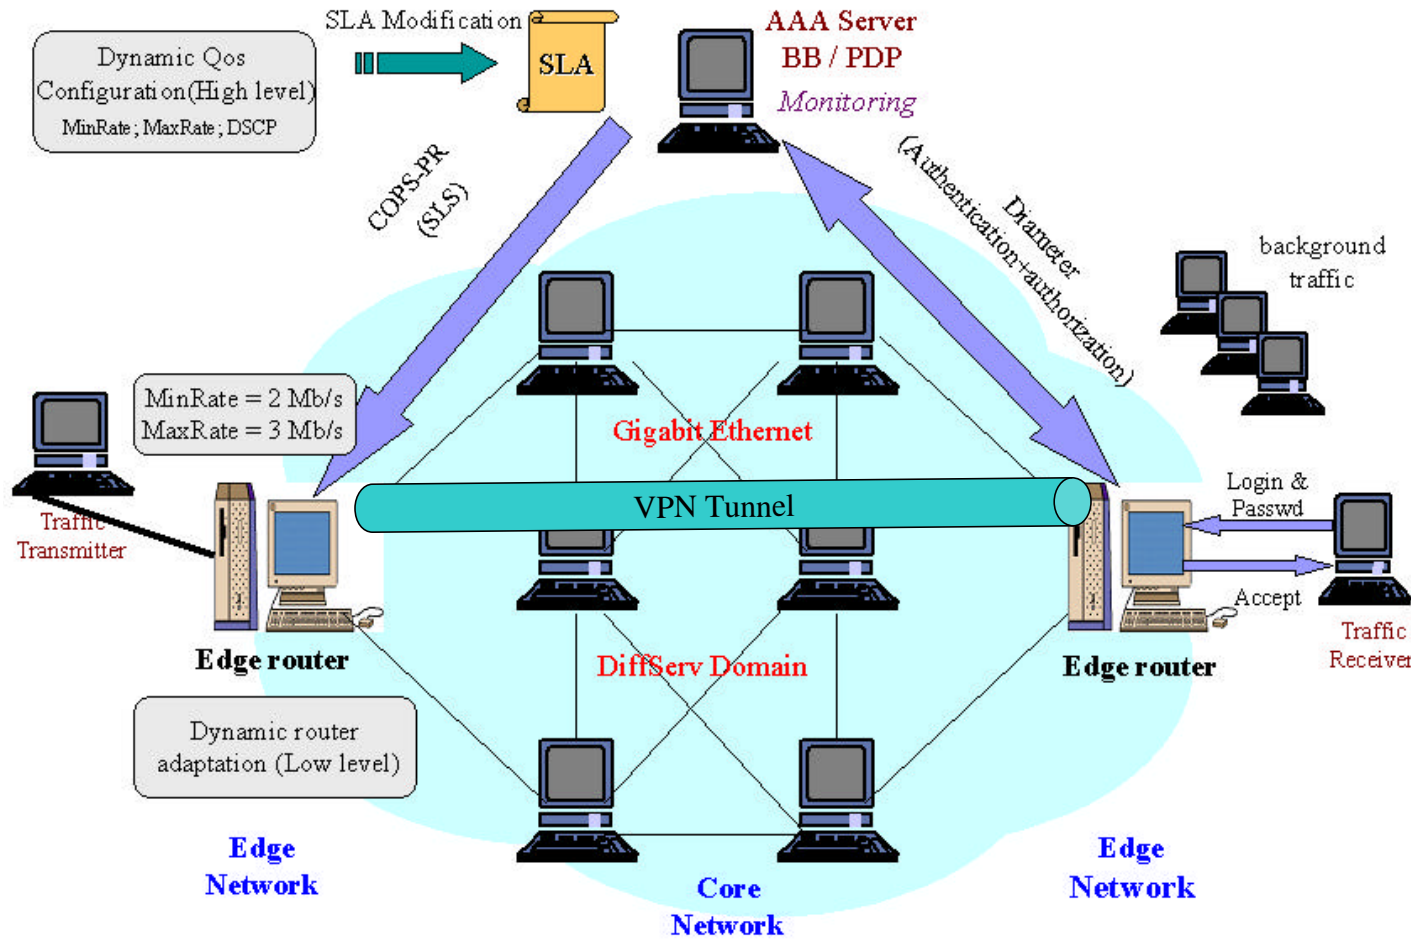 SLA Modification
Dynamic Qos
Configuration(High level)
MinRate; MaxRate; DSCP
SLA
AAA Server
BB / PDP
Monitoring
COPS-PR
(SLS)
Diameter
(Authentication+authorization)
background
traffic
MinRate = 2 Mb/s
MaxRate = 3 Mb/s
Gigabit Ethernet
VPN Tunnel
Login &
Passwd
Accept
Traffic
Transmitter
Traffic
Receiver
Edge router
DiffServ Domain
Edge router
Dynamic router
adaptation (Low level)
Edge
Network
Core
Network
Edge
Network